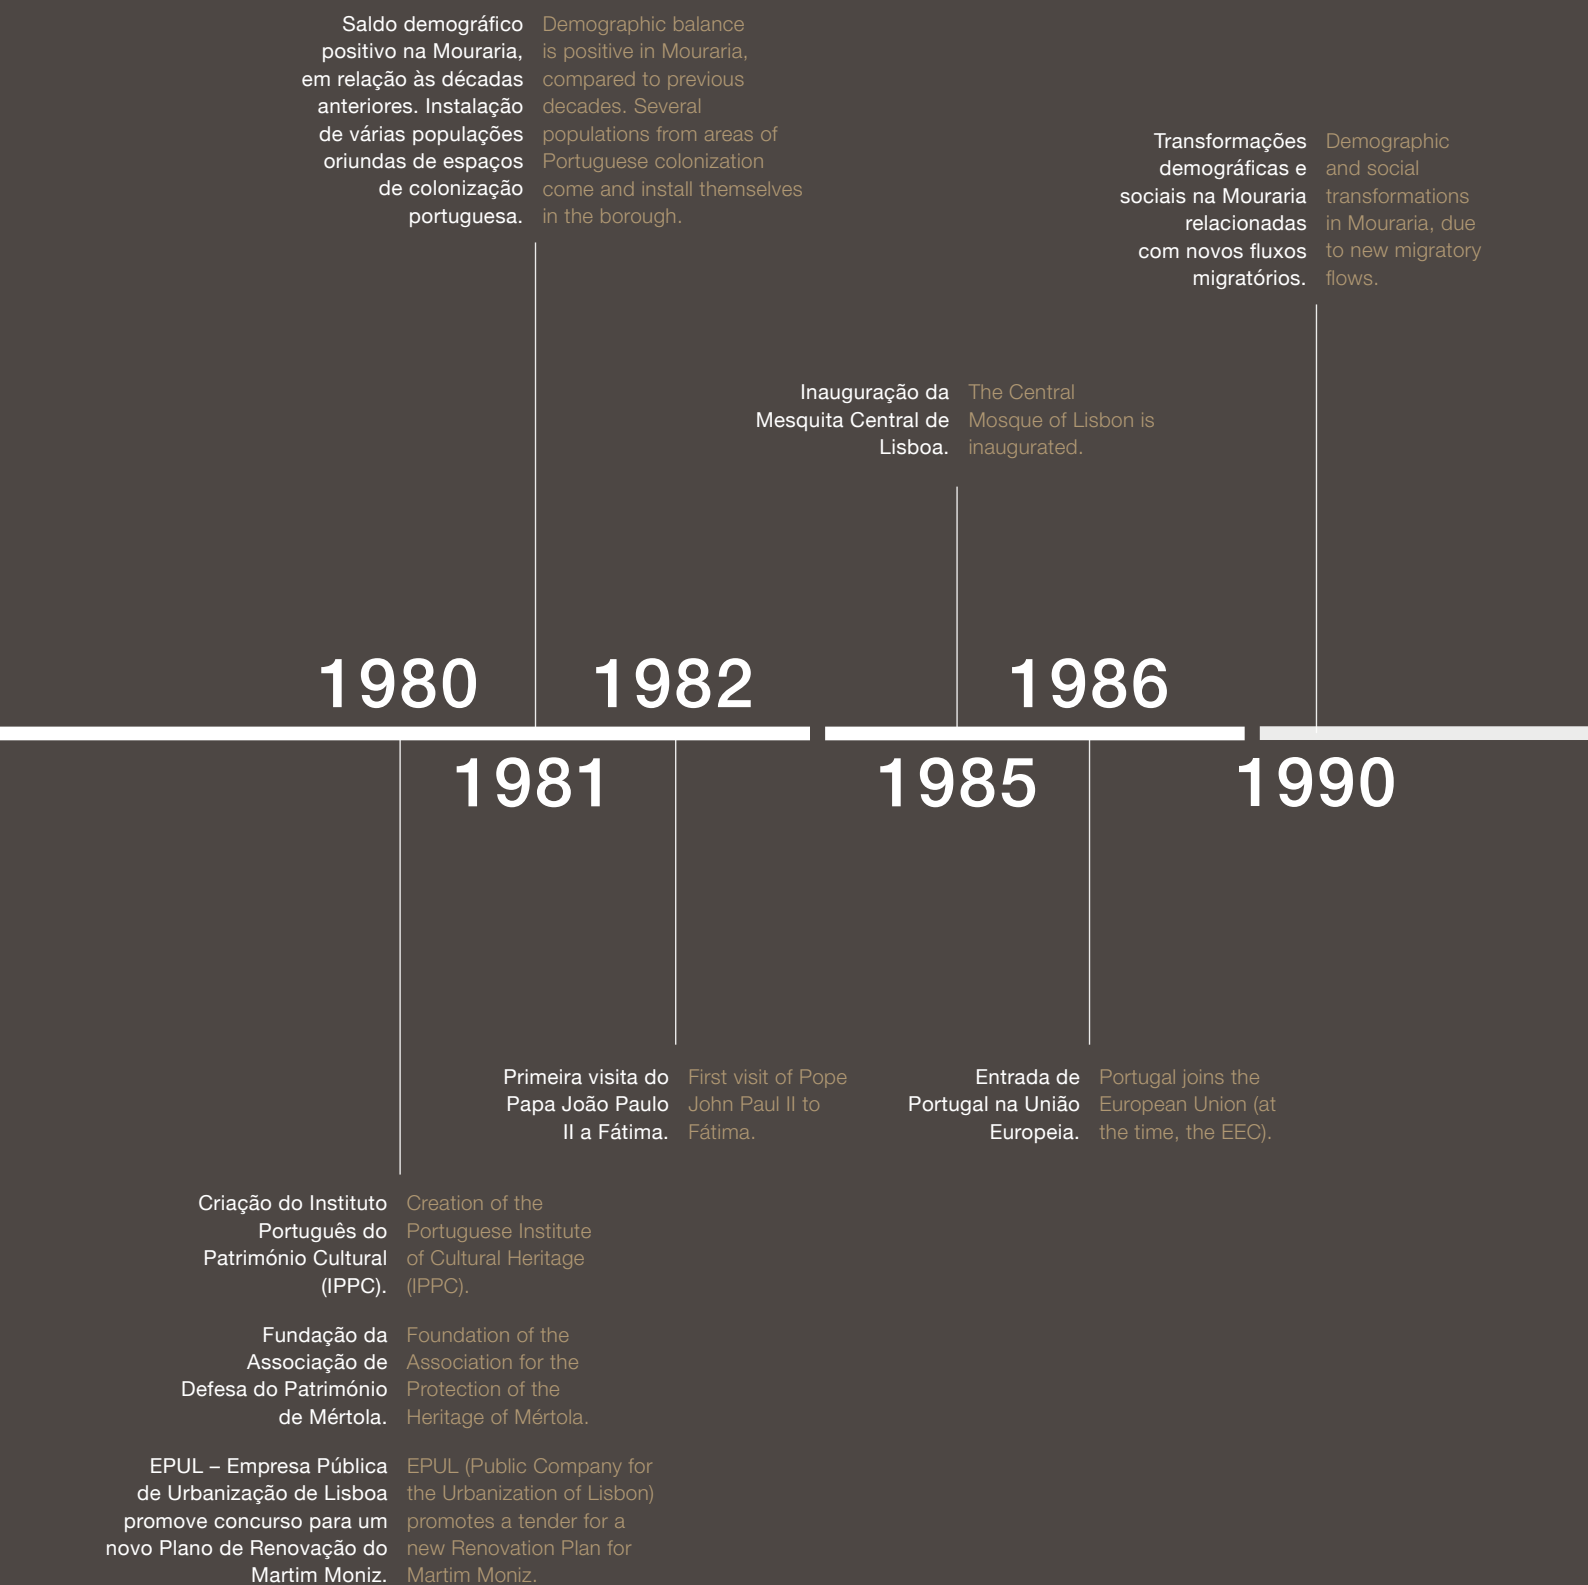 Saldo demográfico
positivo na Mouraria,
em relação às décadas
anteriores. Instalação
de várias populações
oriundas de espaços
de colonização
portuguesa.
Demographic balance
is positive in Mouraria,
compared to previous
decades. Several
populations from areas of
Portuguese colonization
come and install themselves
in the borough.
Transformações
demográficas e
sociais na Mouraria
relacionadas
com novos fluxos
migratórios.
Demographic
and social
transformations
in Mouraria, due
to new migratory
flows.
Inauguração da
Mesquita Central de
Lisboa.
The Central
Mosque of Lisbon is
inaugurated.
1980
1982
1986
1981
1985
1990
Primeira visita do
Papa João Paulo
II a Fátima.
First visit of Pope
John Paul II to
Fátima.
Entrada de
Portugal na União
Europeia.
Portugal joins the
European Union (at
the time, the EEC).
Criação do Instituto
Português do
Património Cultural
(IPPC).
Creation of the
Portuguese Institute
of Cultural Heritage
(IPPC).
Fundação da
Associação de
Defesa do Património
de Mértola.
Foundation of the
Association for the
Protection of the
Heritage of Mértola.
EPUL – Empresa Pública
de Urbanização de Lisboa
promove concurso para um
novo Plano de Renovação do
Martim Moniz.
EPUL (Public Company for
the Urbanization of Lisbon)
promotes a tender for a
new Renovation Plan for
Martim Moniz.